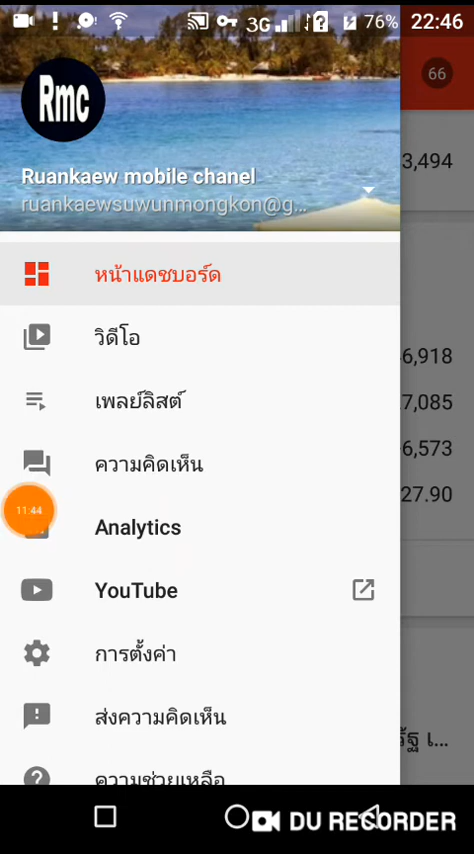 3G 76% 22:46
Rmc
66
Ruankaew mobile chanel
3,494
ruankaewsuwunmongkon@g...
หน้าแดชบอร์ด
วิดีโอ
6,918
เพลย์ลิสต์
7,085
ความคิดเห็น
6,573
27.90
11:44
Analytics
YouTube
การตั้งค่า
ส่งความคิดเห็น
รัฐ เ...
ความช่วยเหลือ
DU RECORDER